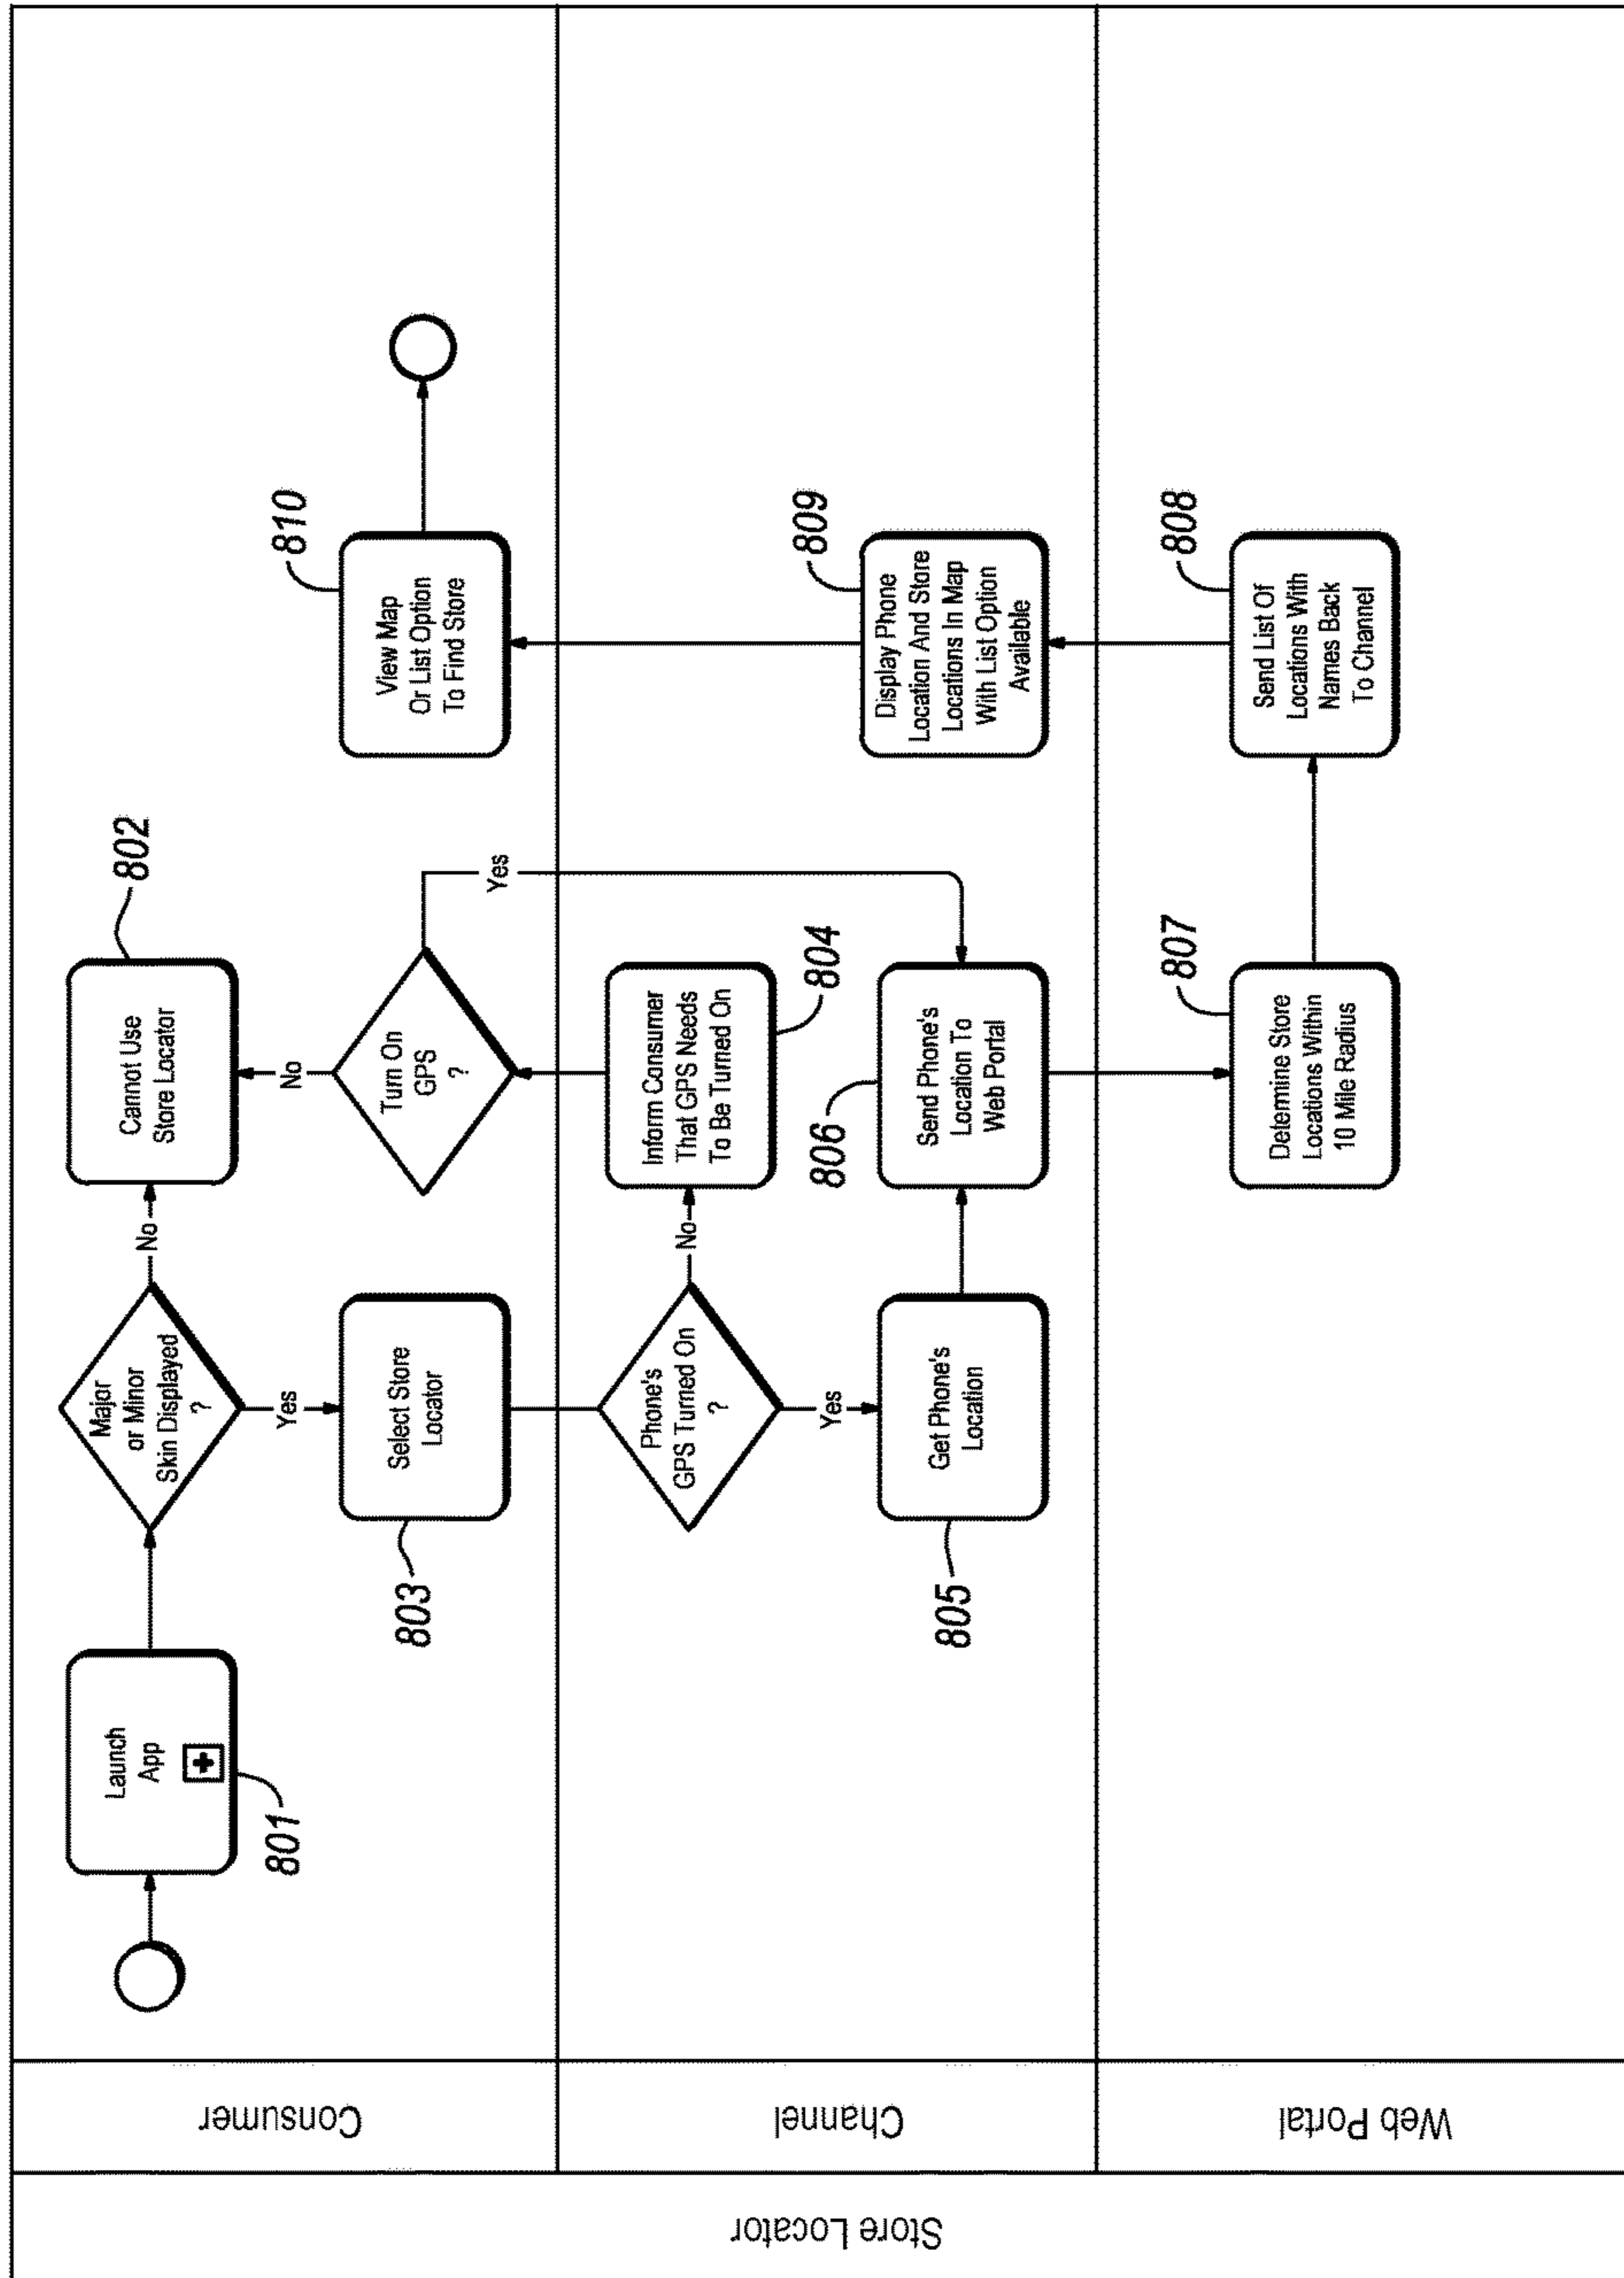 Store Locator
Consumer
Channel
Web Portal
Launch
App
801
Major
or Minor
Skin Displayed
?
No
Yes
Cannot Use
Store Locator
802
Select Store
Locator
803
Turn On
GPS
?
No
Yes
View Map
Or List Option
To Find Store
810
Phone's
GPS Turned On
?
No
Yes
Inform Consumer
That GPS Needs
To Be Turned On
804
Get Phone's
Location
805
Send Phone's
Location To
Web Portal
806
Display Phone
Location And Store
Locations In Map
With List Option
Available
809
Determine Store
Locations Within
10 Mile Radius
807
Send List Of
Locations With
Names Back
To Channel
808